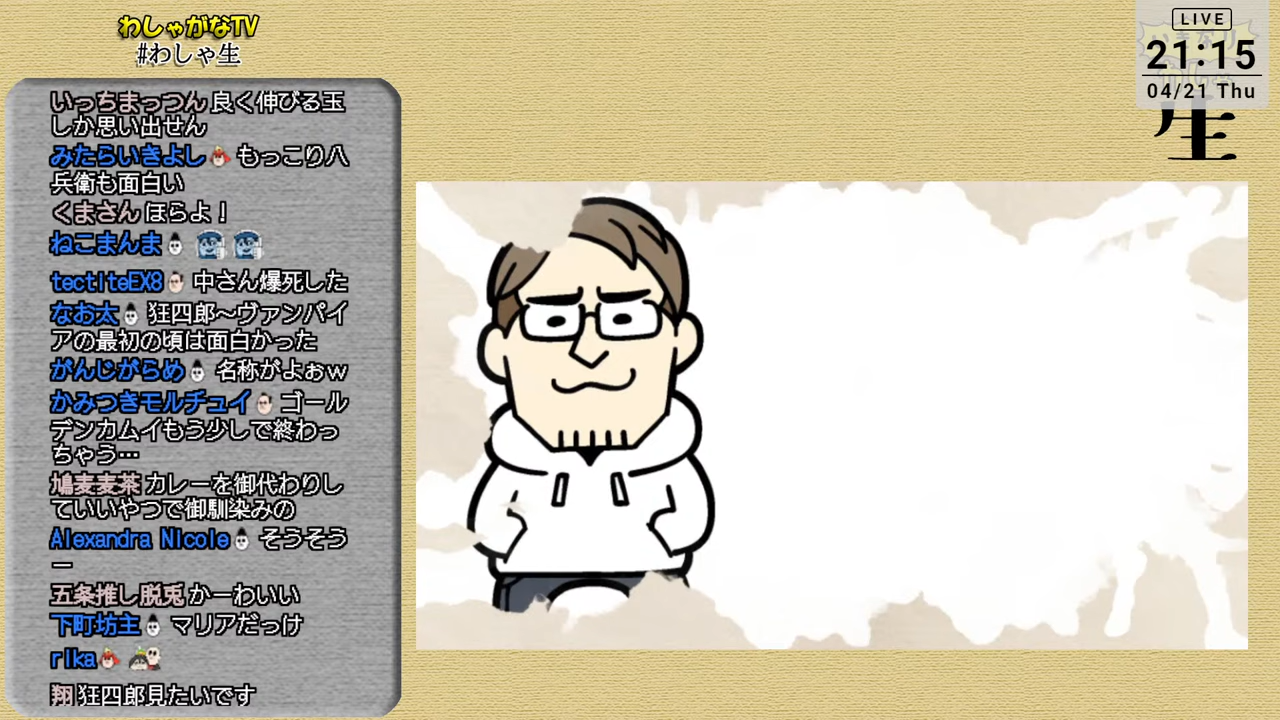 わしゃがなTV
#わしゃ生
いっちまっつん 良く伸びる玉
しか思い出せん
みたらいきよし もっこり八
兵衛も面白い
くまさん ほらよ！
ねこまんま
tectiteEX8 中さん爆死した
なお太 狂四郎～ヴァンパイ
アの最初の頃は面白かった
がんじがらめ 名称がよぉｗ
かみつきモルチュイ ゴール
デンカムイもう少しで終わっ
ちゃう…
鳩麦麦茶 カレーを御代わりし
ていいやつで御馴染みの
Alexandra Nicole そうそう
ー
五条推し脱兎 かーわいい
下町坊主 マリアだっけ
rika
翔 狂四郎見たいです
LIVE
21:15
04/21 Thu
生